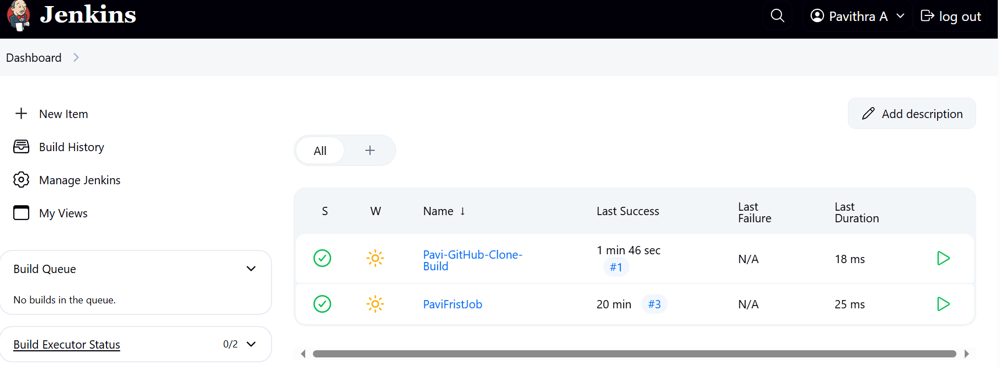 Jenkins
Pavithra A
log out
Dashboard
New Item
Build History
Manage Jenkins
My Views
Build Queue
No builds in the queue.
Build Executor Status 0/2
Add description
All
S W Name ↓ Last Success Last Failure Last Duration
Pavi-GitHub-Clone-
Build
1 min 46 sec
#1
N/A
18 ms
PaviFristJob
20 min #3
N/A
25 ms